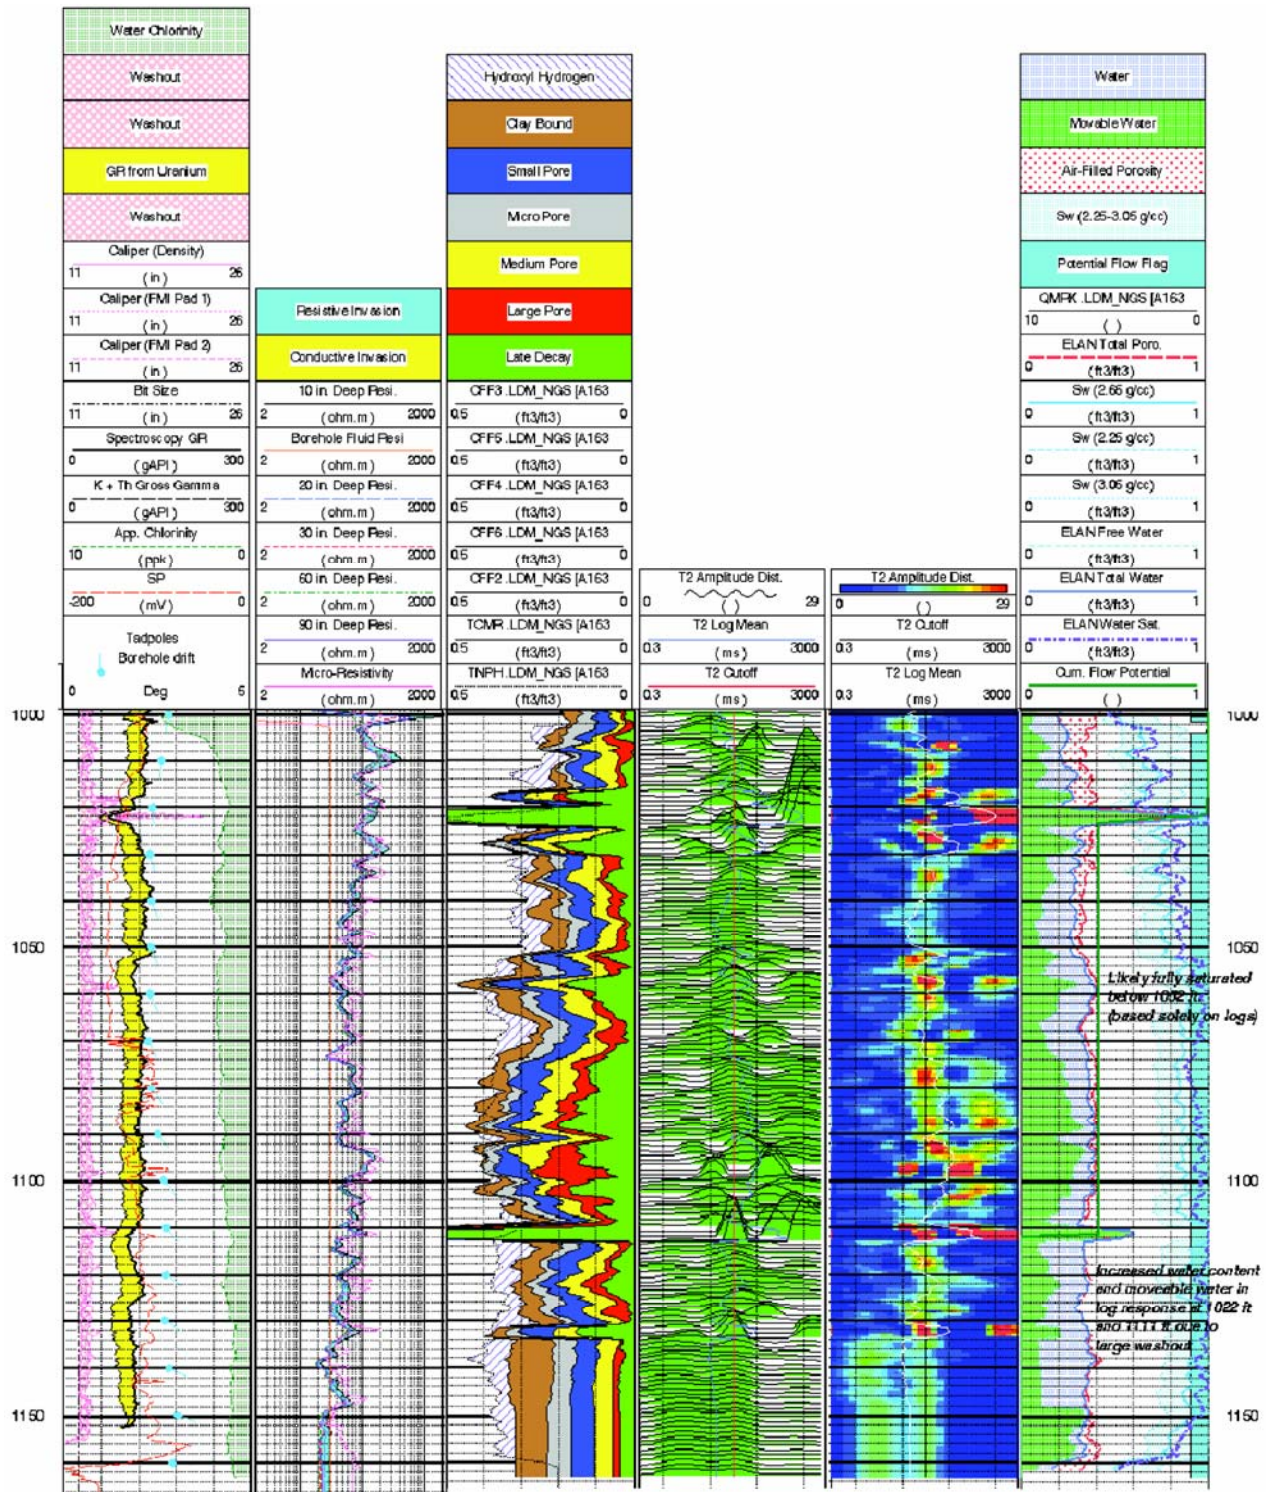 Water Chlorinity
Washout
Washout
GR from Uranium
Washout
Caliper (Density)
11 (in) 26
Caliper (FMI Pad 1)
11 (in) 26
Caliper (FMI Pad 2)
11 (in) 26
Bit Size
11 (in) 26
Spectroscopy GR
0 (gAPI) 300
K + Th Gross Gamma
0 (gAPI) 300
App. Chlorinity
10 (ppk) 0
SP
-200 (mV) 0
Tadpoles
Borehole drift
0 Deg 5
Resistive Invasion
Conductive Invasion
10 in. Deep Resi.
2 (ohm.m) 2000
Borehole Fluid Resi
2 (ohm.m) 2000
20 in. Deep Resi.
2 (ohm.m) 2000
30 in. Deep Resi.
2 (ohm.m) 2000
60 in. Deep Resi.
2 (ohm.m) 2000
90 in. Deep Resi.
2 (ohm.m) 2000
Micro-Resistivity
2 (ohm.m) 2000
Hydroxyl Hydrogen
Clay Bound
Small Pore
Micro Pore
Medium Pore
Large Pore
Late Decay
CFF3 .LDM_NGS [A163
0.5 (ft3/ft3) 0
CFF5 .LDM_NGS [A163
0.5 (ft3/ft3) 0
CFF4 .LDM_NGS [A163
0.5 (ft3/ft3) 0
CFF6 .LDM_NGS [A163
0.5 (ft3/ft3) 0
CFF2 .LDM_NGS [A163
0.5 (ft3/ft3) 0
TCMR .LDM_NGS [A163
0.5 (ft3/ft3) 0
TNPH .LDM_NGS [A163
0.5 (ft3/ft3) 0
T2 Amplitude Dist.
0 ( ) 29
T2 Log Mean
0.3 (ms) 3000
T2 Cutoff
0.3 (ms) 3000
T2 Amplitude Dist.
0 ( ) 29
T2 Cutoff
0.3 (ms) 3000
T2 Log Mean
0.3 (ms) 3000
Water
Movable Water
Air-Filled Porosity
Sw (2.25-3.05 g/cc)
Potential Flow Flag
QMPK .LDM_NGS [A163
10 ( ) 0
ELAN Total Poro.
0 (ft3/ft3) 1
Sw (2.65 g/cc)
0 (ft3/ft3) 1
Sw (2.25 g/cc)
0 (ft3/ft3) 1
Sw (3.05 g/cc)
0 (ft3/ft3) 1
ELAN Free Water
0 (ft3/ft3) 1
ELAN Total Water
0 (ft3/ft3) 1
ELAN Water Sat.
0 (ft3/ft3) 1
Cum. Flow Potential
0 ( ) 1
1000 1000
1050 1050
Likely fully saturated
below 1052 ft
(based solely on logs)
1100 1100
Increased water content
and moveable water in
log response at 1022 ft
and 1111 ft due to
large washout
1150 1150